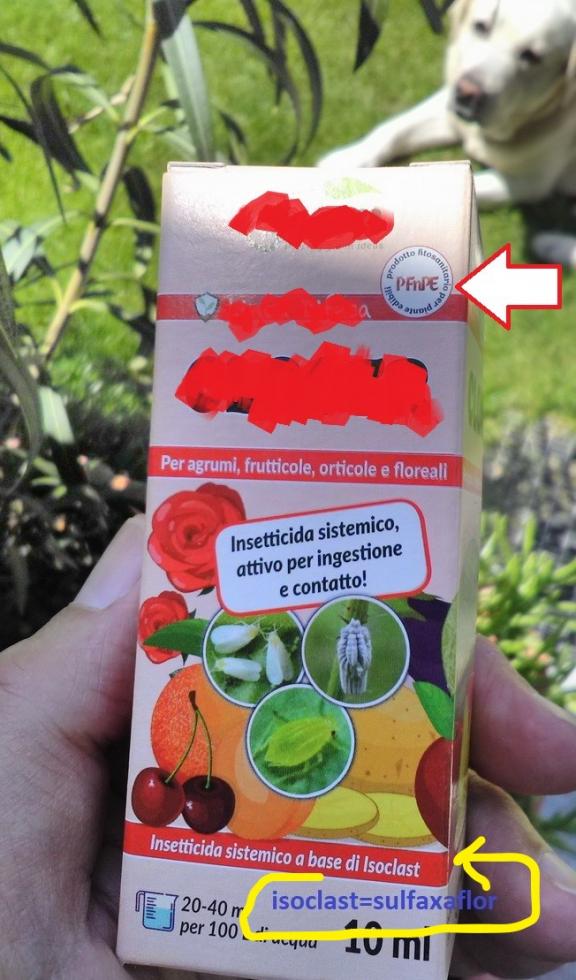 prodotto fitosanitario per piante edibili
PFnPE
Per agrumi, frutticole, orticole e floreali
Insetticida sistemico,
attivo per ingestione
e contatto!
Insetticida sistemico a base di Isoclast
isoclast=sulfaxaflor
20-40 m
per 100 l di acqua
10 ml